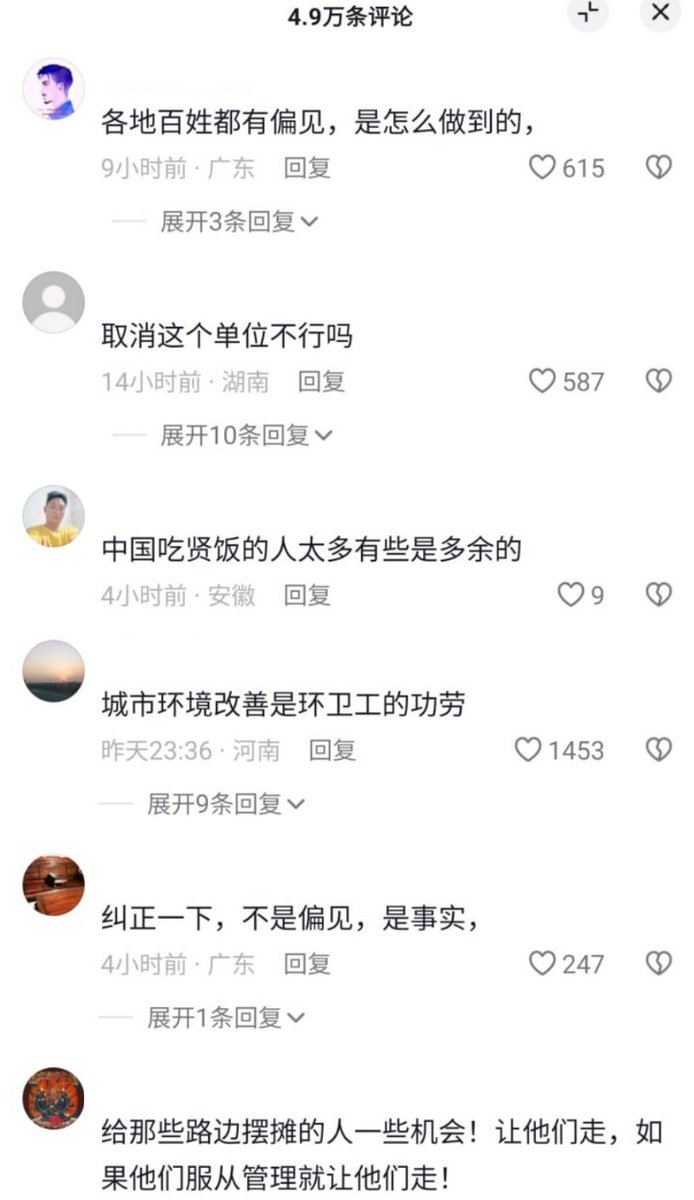 4.9万条评论
各地百姓都有偏见，是怎么做到的，
9小时前 · 广东 回复 615
展开3条回复
取消这个单位不行吗
14小时前 · 湖南 回复 587
展开10条回复
中国吃贤饭的人太多有些是多余的
4小时前 · 安徽 回复 9
城市环境改善是环卫工的功劳
昨天23:36 · 河南 回复 1453
展开9条回复
纠正一下，不是偏见，是事实，
4小时前 · 广东 回复 247
展开1条回复
给那些路边摆摊的人一些机会！让他们走，如
果他们服从管理就让他们走！